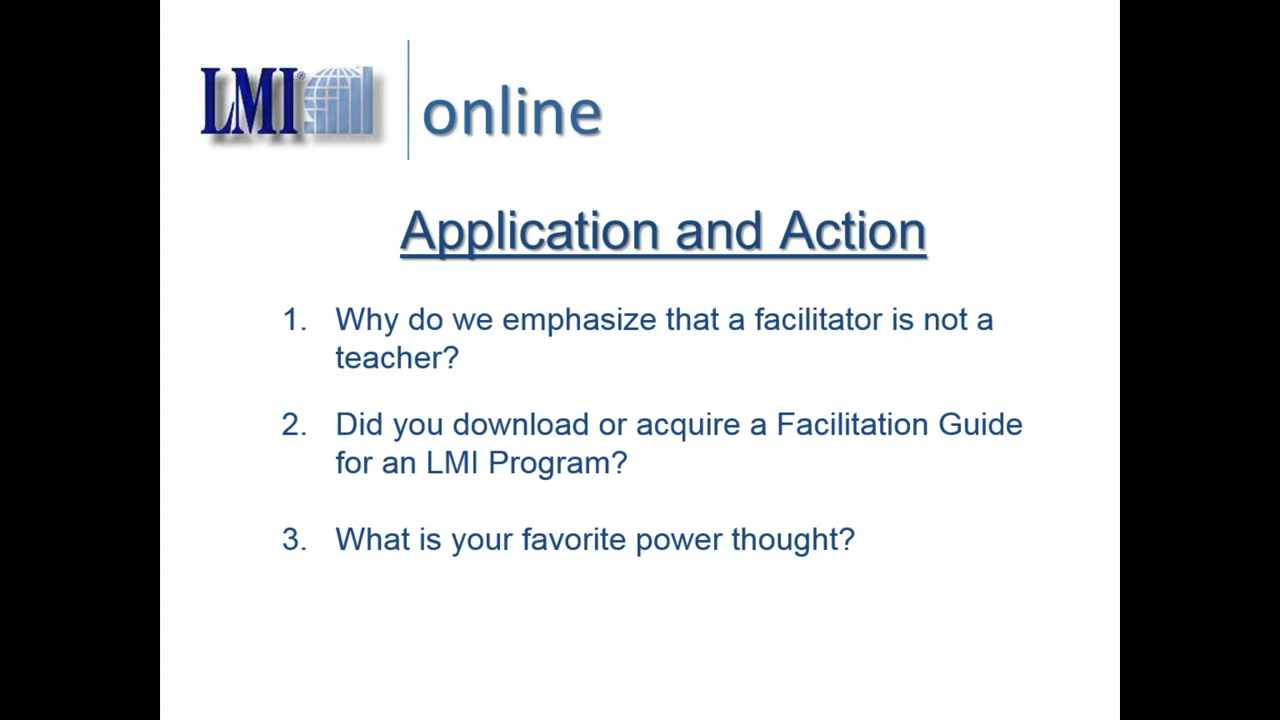 LMI® online
Application and Action
1. Why do we emphasize that a facilitator is not a
teacher?
2. Did you download or acquire a Facilitation Guide
for an LMI Program?
3. What is your favorite power thought?